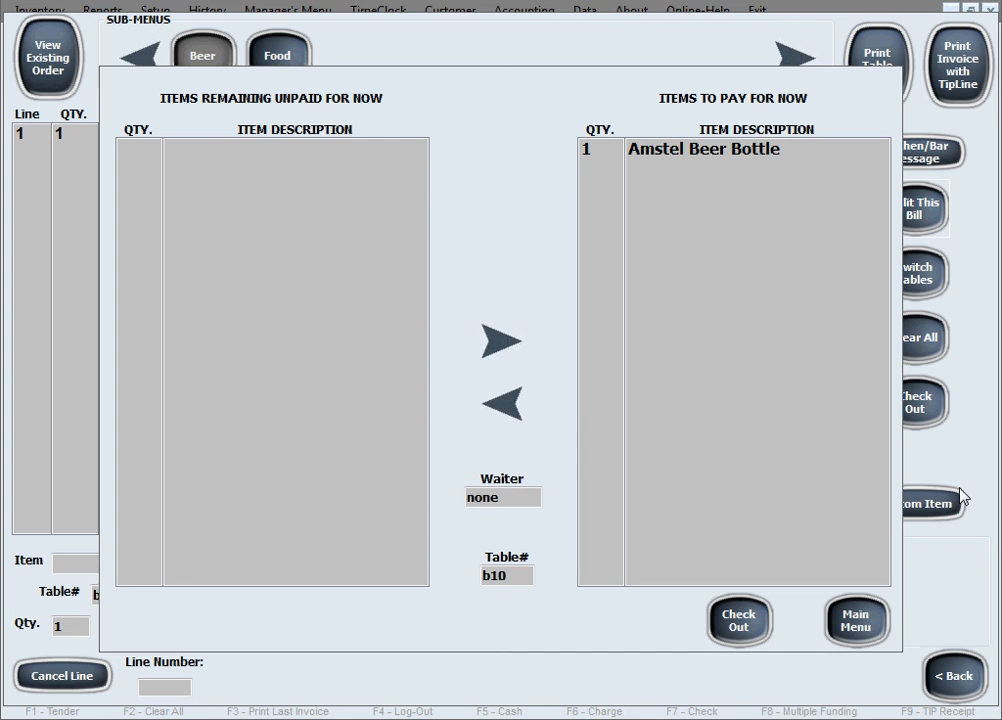 Inventory Reports Setup History Manager's Menu TimeClock Customer Accounting Data About Online-Help Exit
SUB-MENUS
View
Existing
Order
Beer
Food
Print
Table
Print
Invoice
with
TipLine
ITEMS REMAINING UNPAID FOR NOW
ITEMS TO PAY FOR NOW
Line QTY.
1 1
QTY. ITEM DESCRIPTION
QTY. ITEM DESCRIPTION
1 Amstel Beer Bottle
hen/Bar
essage
lit This
Bill
witch
ables
ear All
heck
Out
tom Item
Waiter
none
Table#
b10
Check
Out
Main
Menu
Item
Table# b
Qty. 1
Cancel Line
Line Number:
< Back
F1 - Tender F2 - Clear All F3 - Print Last Invoice F4 - Log-Out F5 - Cash F6 - Charge F7 - Check F8 - Multiple Funding F9 - TIP Receipt